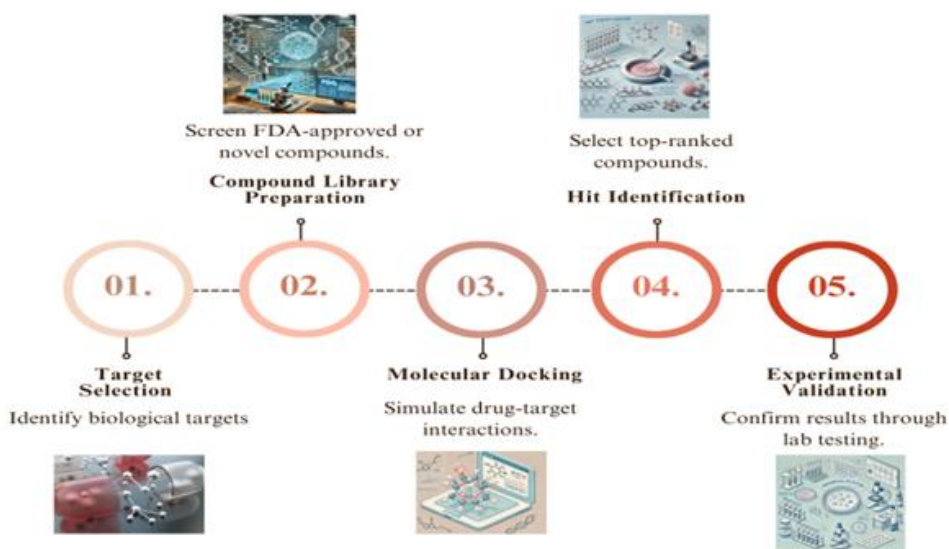 Screen FDA-approved or
novel compounds.
Compound Library
Preparation
Select top-ranked
compounds.
Hit Identification
01.
02.
03.
04.
05.
Target
Selection
Identify biological targets
Molecular Docking
Simulate drug-target
interactions.
Experimental
Validation
Confirm results through
lab testing.